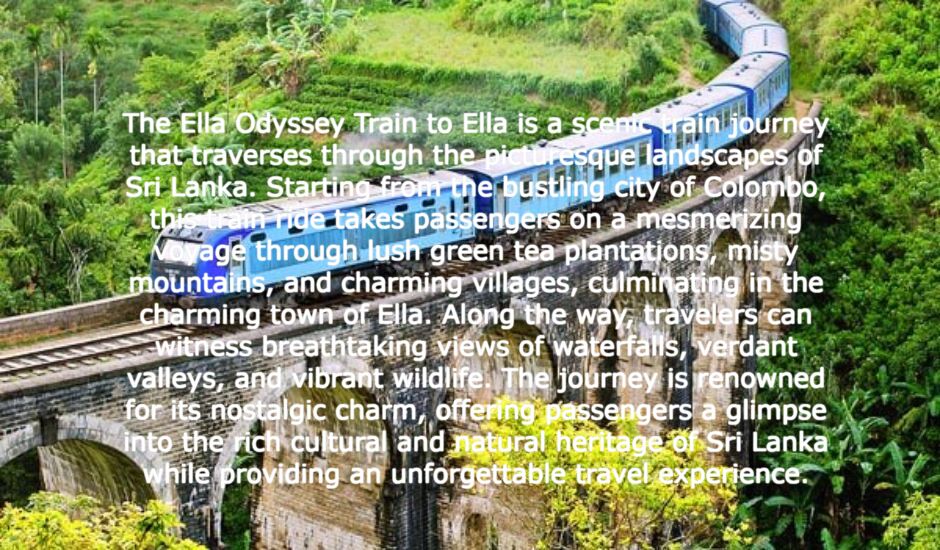 The Ella Odyssey Train to Ella is a scenic train journey
that traverses through the picturesque landscapes of
Sri Lanka. Starting from the bustling city of Colombo,
this train ride takes passengers on a mesmerizing
voyage through lush green tea plantations, misty
mountains, and charming villages, culminating in the
charming town of Ella. Along the way, travelers can
witness breathtaking views of waterfalls, verdant
valleys, and vibrant wildlife. The journey is renowned
for its nostalgic charm, offering passengers a glimpse
into the rich cultural and natural heritage of Sri Lanka
while providing an unforgettable travel experience.